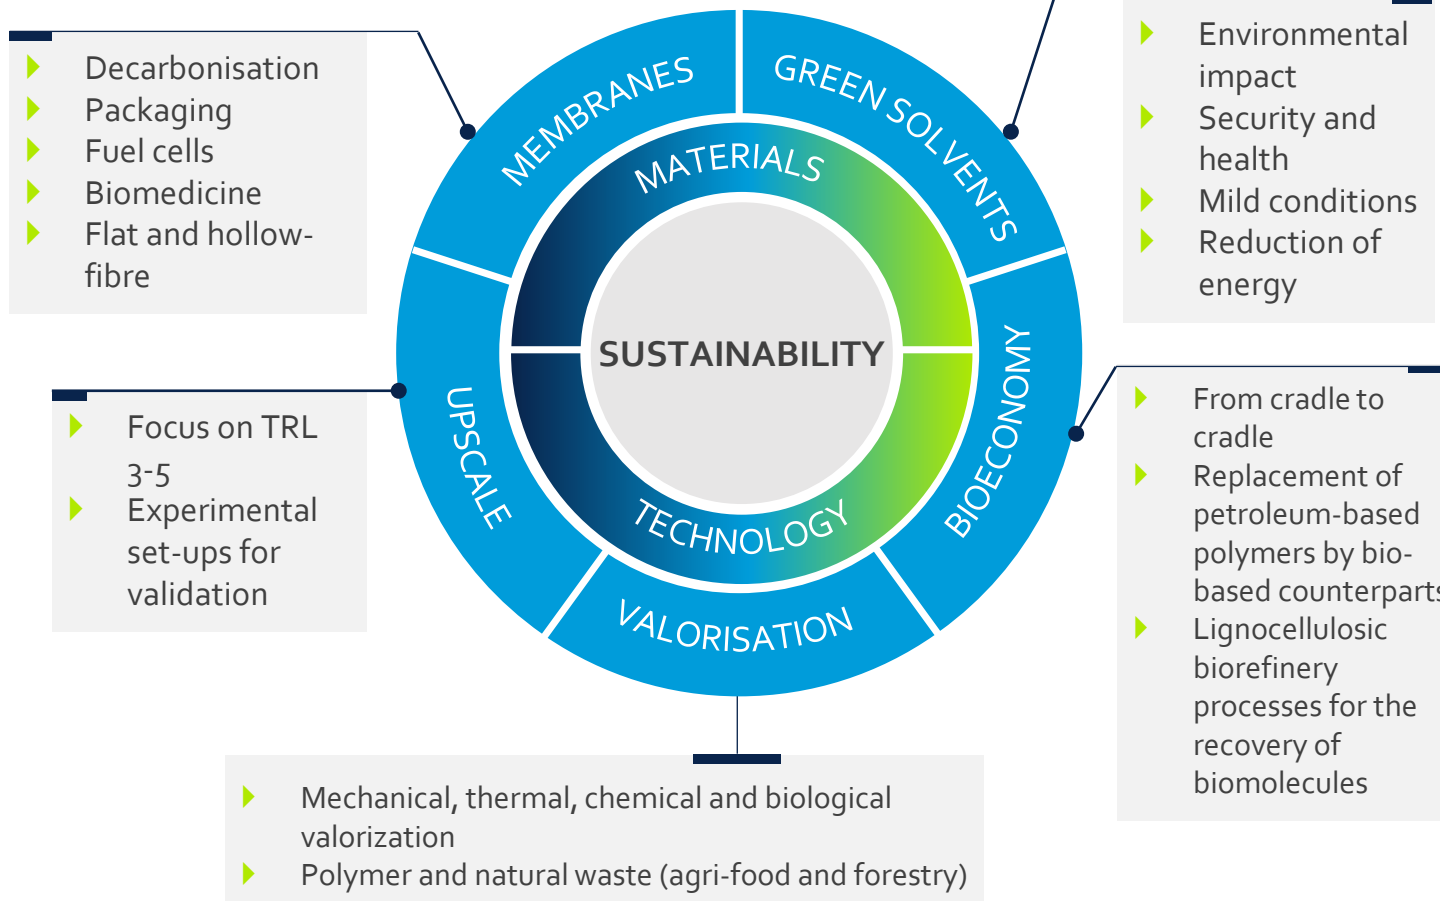 Decarbonisation
Packaging
Fuel cells
Biomedicine
Flat and hollow-
fibre
MEMBRANES
GREEN SOLVENTS
Environmental
impact
Security and
health
Mild conditions
Reduction of
energy
MATERIALS
SUSTAINABILITY
TECHNOLOGY
UPSCALE
Focus on TRL
3-5
Experimental
set-ups for
validation
BIOECONOMY
From cradle to
cradle
Replacement of
petroleum-based
polymers by bio-
based counterparts
Lignocellulosic
biorefinery
processes for the
recovery of
biomolecules
VALORISATION
Mechanical, thermal, chemical and biological
valorization
Polymer and natural waste (agri-food and forestry)